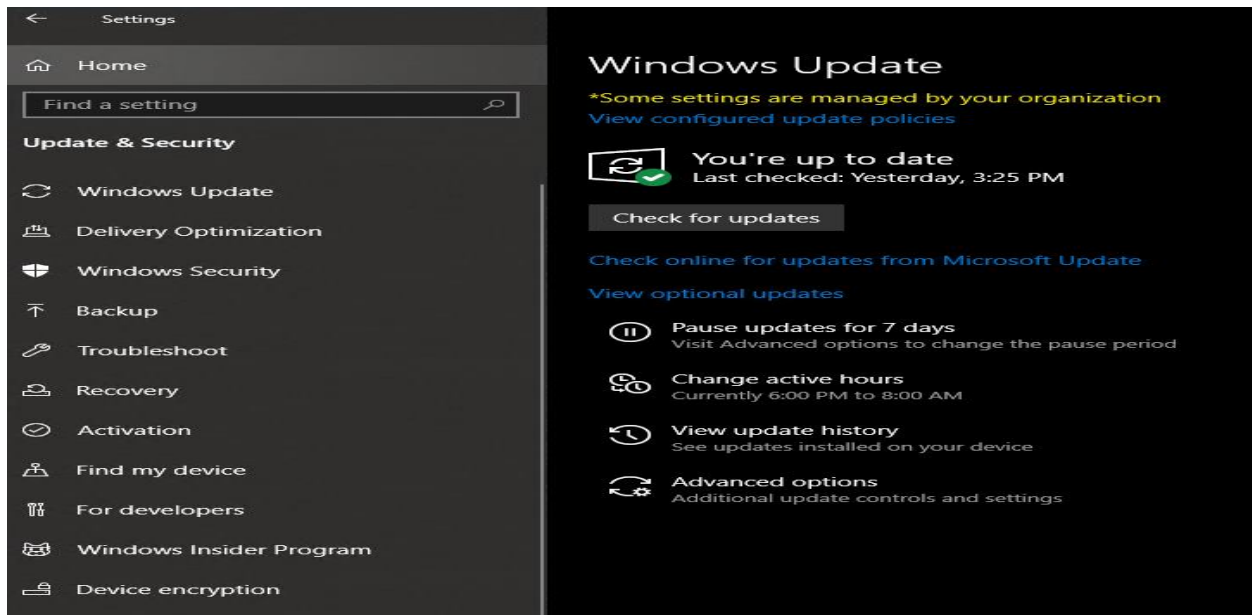 Settings
Home
Find a setting
Update & Security
Windows Update
Delivery Optimization
Windows Security
Backup
Troubleshoot
Recovery
Activation
Find my device
For developers
Windows Insider Program
Device encryption
Windows Update
*Some settings are managed by your organization
View configured update policies
You're up to date
Last checked: Yesterday, 3:25 PM
Check for updates
Check online for updates from Microsoft Update
View optional updates
Pause updates for 7 days
Visit Advanced options to change the pause period
Change active hours
Currently 6:00 PM to 8:00 AM
View update history
See updates installed on your device
Advanced options
Additional update controls and settings